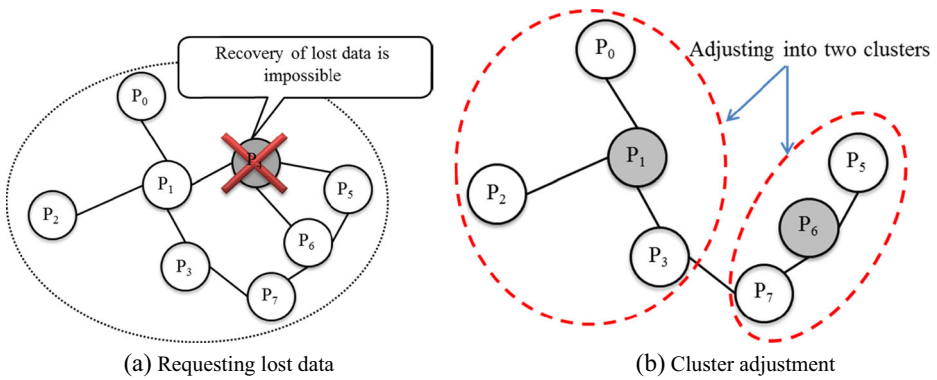 Recovery of lost data is
impossible
P0
P1
P2
P3
P5
P6
P7
(a) Requesting lost data
Adjusting into two clusters
P0
P1
P2
P3
P5
P6
P7
(b) Cluster adjustment